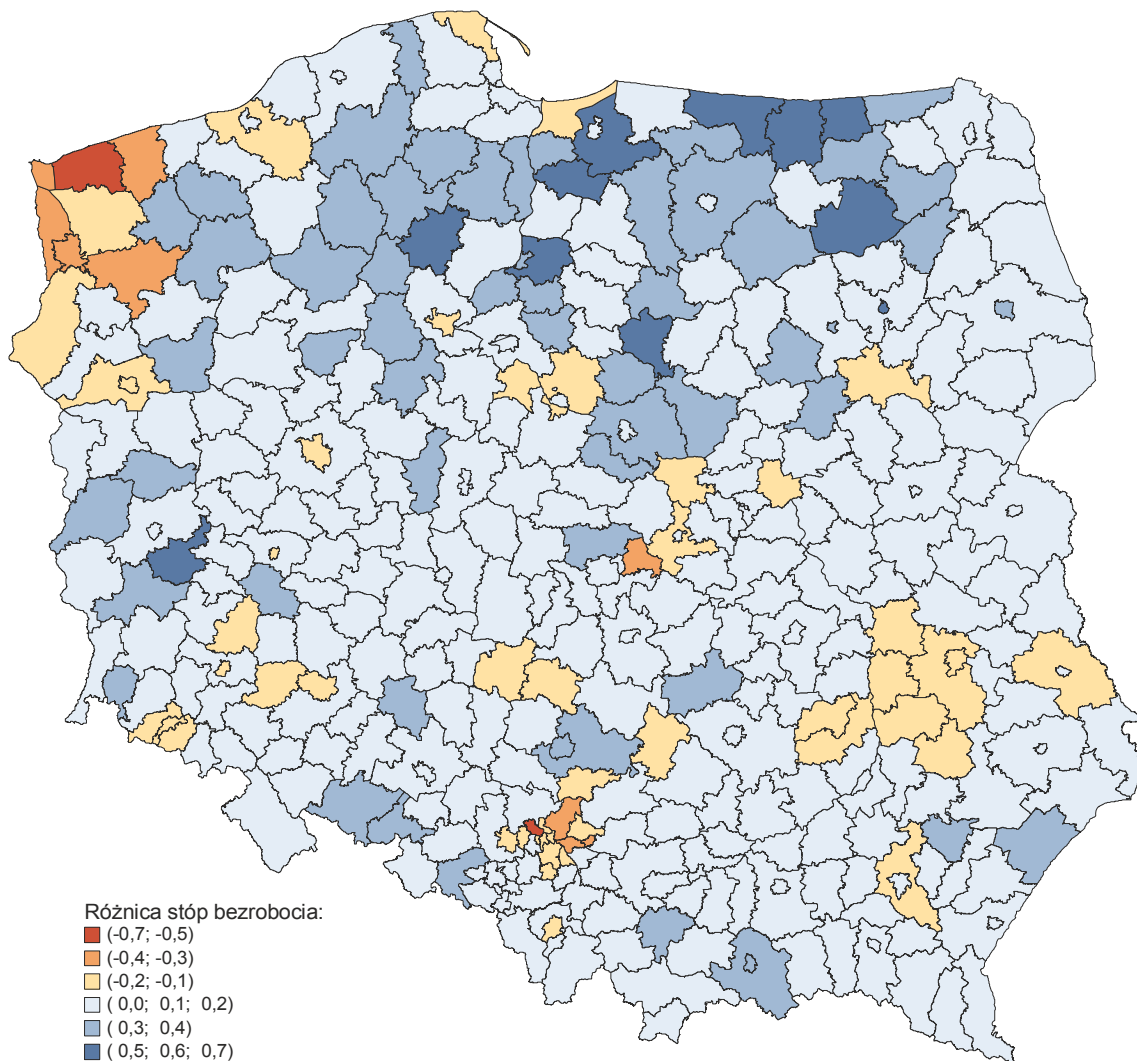 Różnica stóp bezrobocia:
(-0,7; -0,5)
(-0,4; -0,3)
(-0,2; -0,1)
( 0,0; 0,1; 0,2)
( 0,3; 0,4)
( 0,5; 0,6; 0,7)